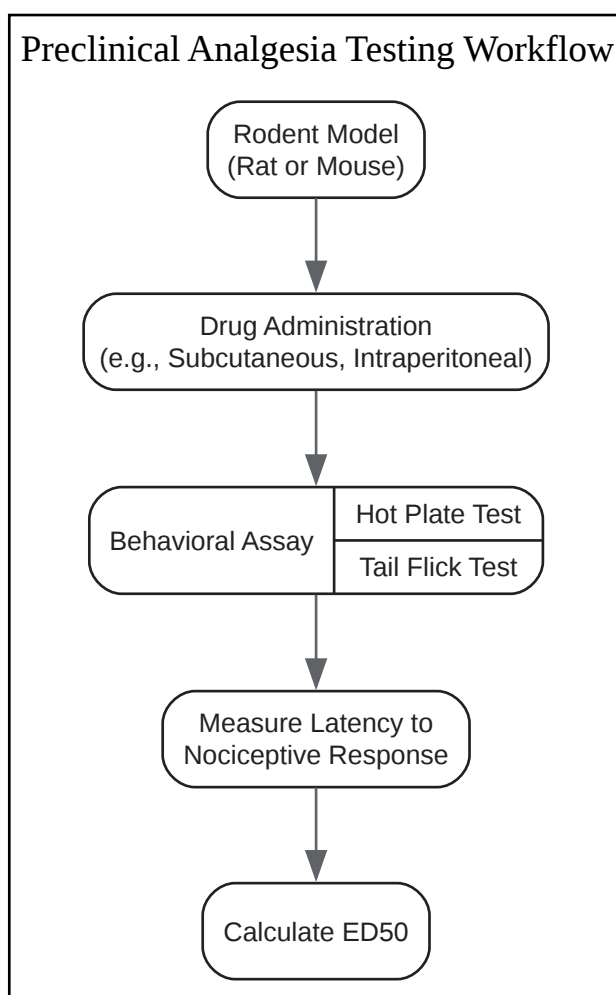 Preclinical Analgesia Testing Workflow
Rodent Model
(Rat or Mouse)
Drug Administration
(e.g., Subcutaneous, Intraperitoneal)
Behavioral Assay
Hot Plate Test
Tail Flick Test
Measure Latency to
Nociceptive Response
Calculate ED50